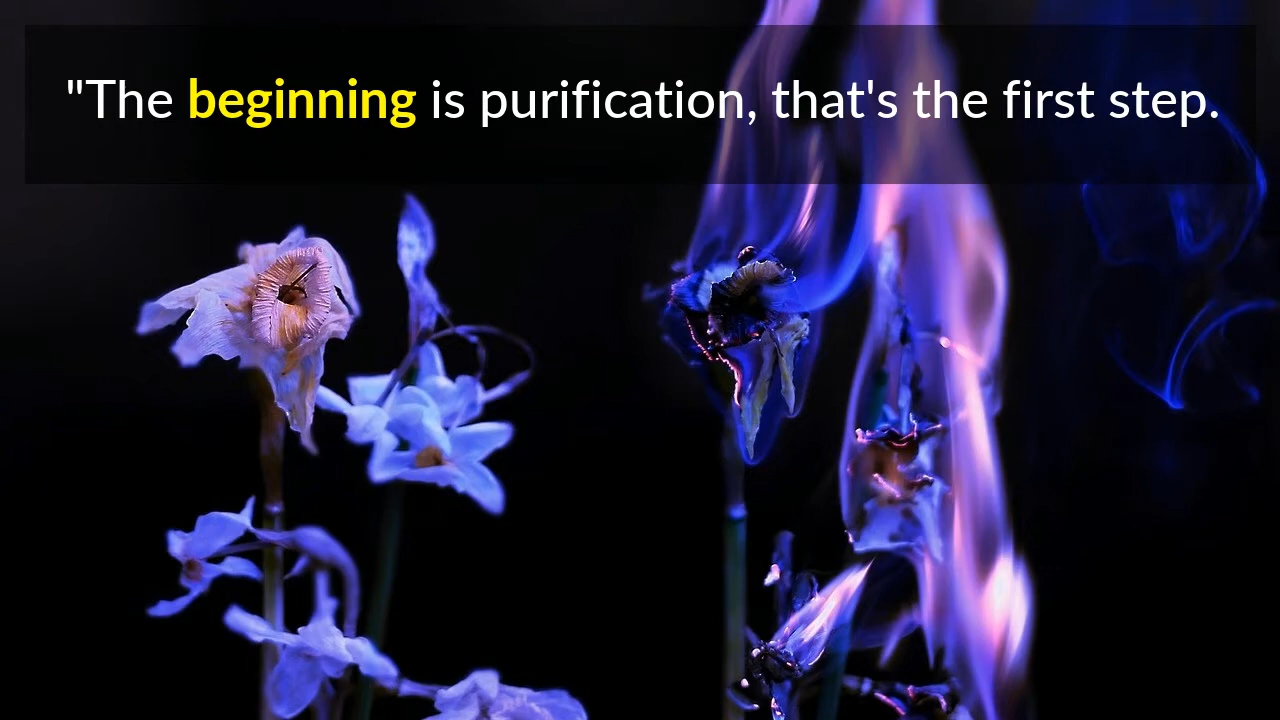 "The beginning is purification, that's the first step.